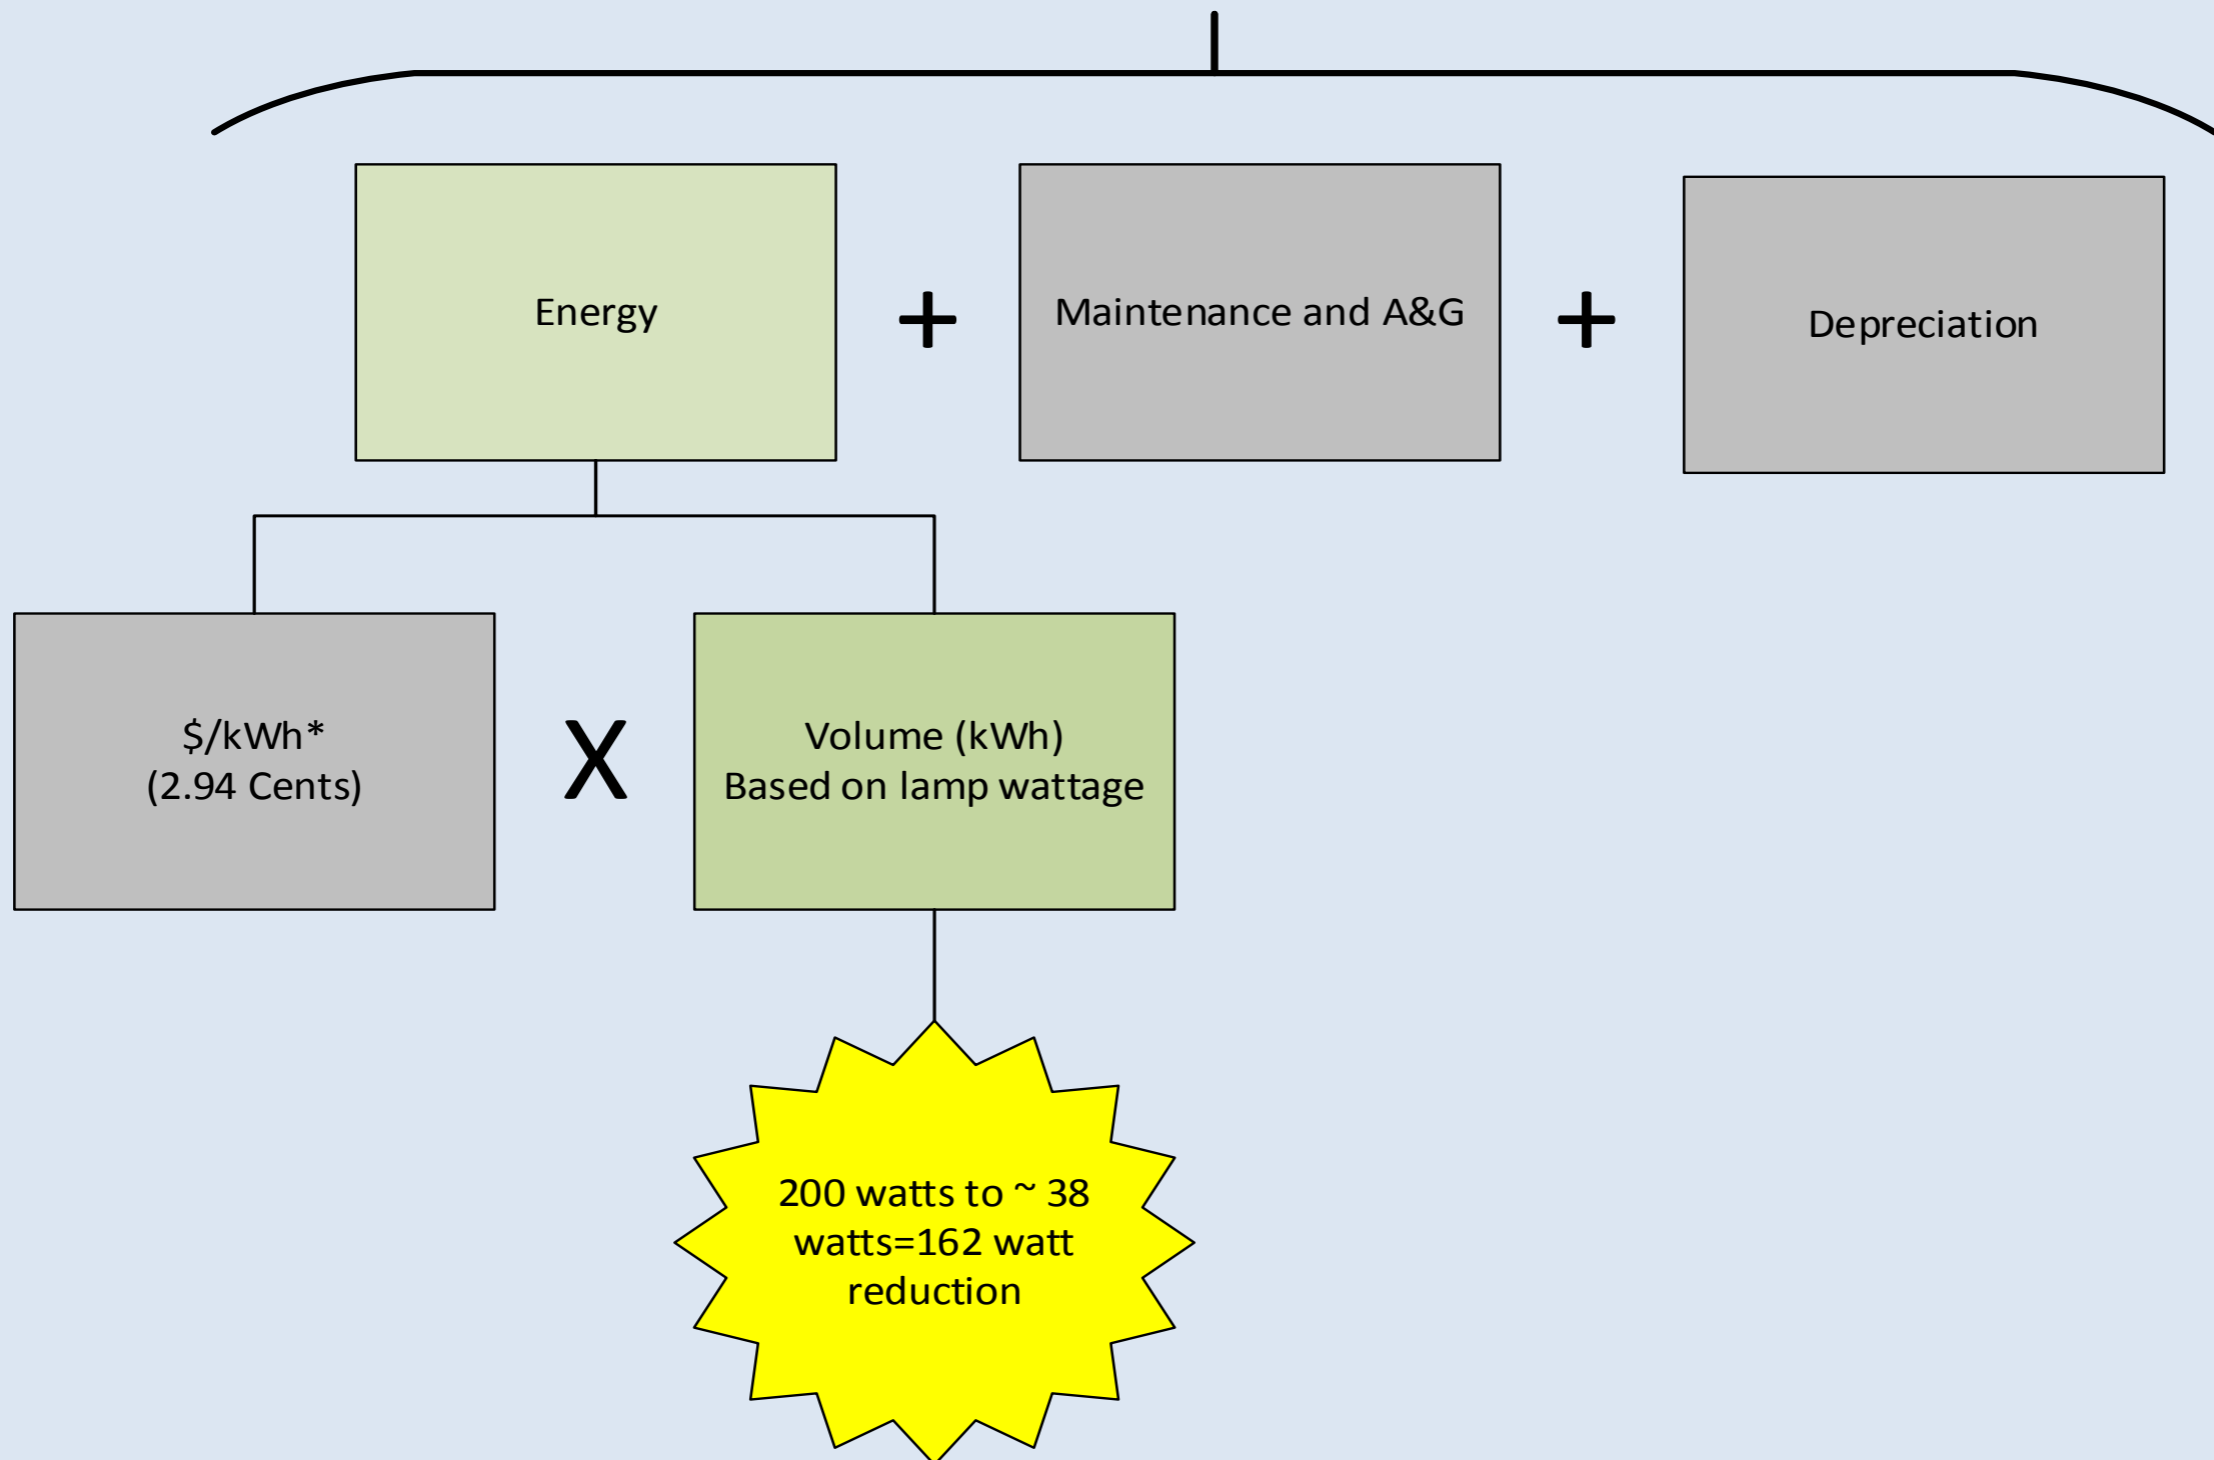 Energy
+
Maintenance and A&G
+
Depreciation
$/kWh*
(2.94 Cents)
X
Volume (kWh)
Based on lamp wattage
200 watts to ~ 38
watts=162 watt
reduction